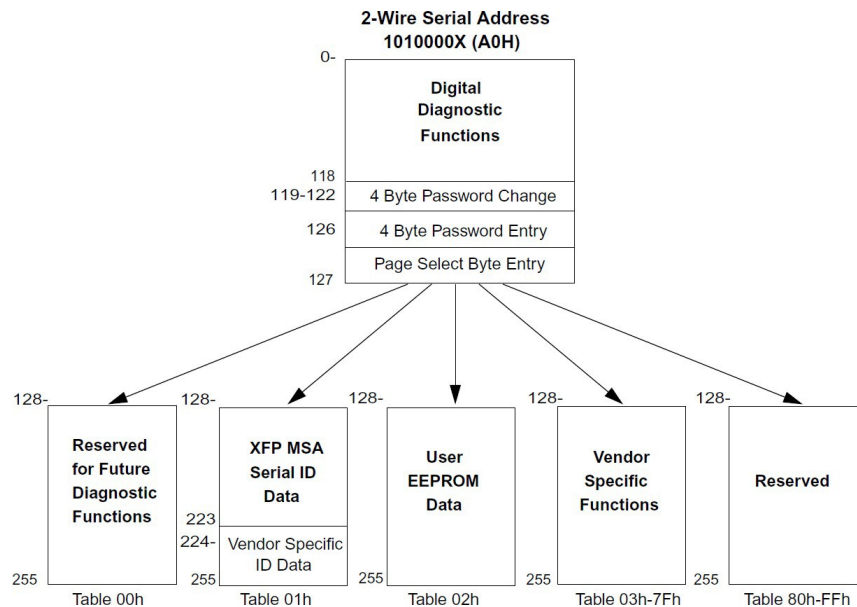 2-Wire Serial Address
1010000X (A0H)
0-
Digital
Diagnostic
Functions
118
119-122
4 Byte Password Change
126
4 Byte Password Entry
Page Select Byte Entry
127
128-
Reserved
for Future
Diagnostic
Functions
255
Table 00h
128-
XFP MSA
Serial ID
Data
223
224-
Vendor Specific
ID Data
255
Table 01h
128-
User
EEPROM
Data
255
Table 02h
128-
Vendor
Specific
Functions
255
Table 03h-7Fh
128-
Reserved
255
Table 80h-FFh